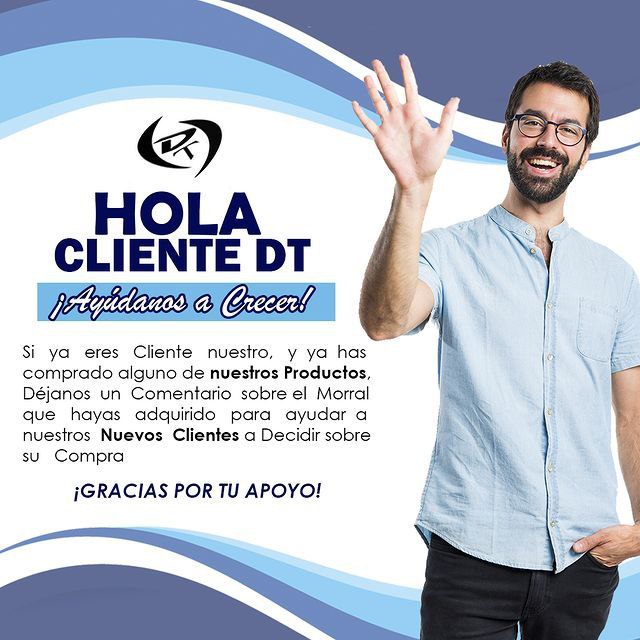 HOLA
CLIENTE DT
¡Ayúdanos a Crecer!
Si ya eres Cliente nuestro, y ya has
comprado alguno de nuestros Productos,
Déjanos un Comentario sobre el Morral
que hayas adquirido para ayudar a
nuestros Nuevos Clientes a Decidir sobre
su Compra
¡GRACIAS POR TU APOYO!